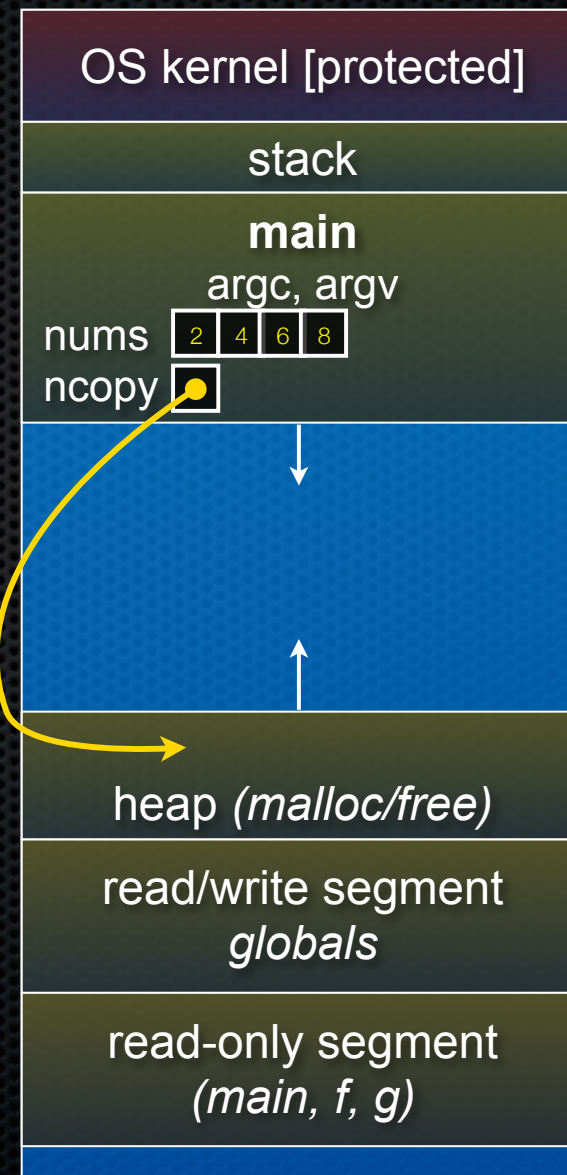 OS kernel [protected]
stack
main
argc, argv
nums 2 4 6 8
ncopy
heap (malloc/free)
read/write segment
globals
read-only segment
(main, f, g)